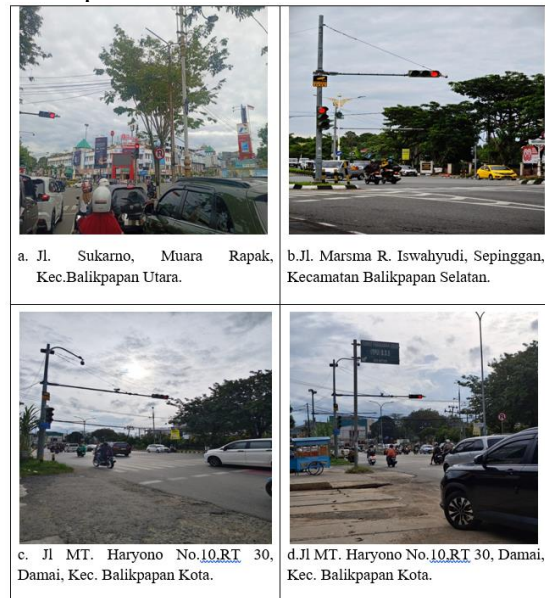 a. Jl. Sukarno, Muara Rapak,
Kec.Balikpapan Utara.
b.Jl. Marsma R. Iswahyudi, Sepinggan,
Kecamatan Balikpapan Selatan.
c. Jl MT. Haryono No.10,RT 30,
Damai, Kec. Balikpapan Kota.
d.Jl MT. Haryono No.10,RT 30, Damai,
Kec. Balikpapan Kota.